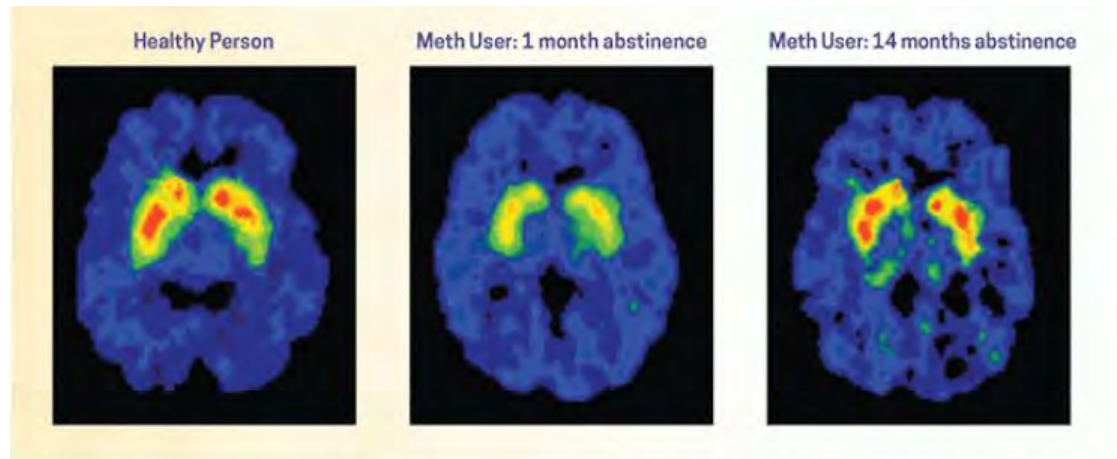 Healthy Person
Meth User: 1 month abstinence
Meth User: 14 months abstinence